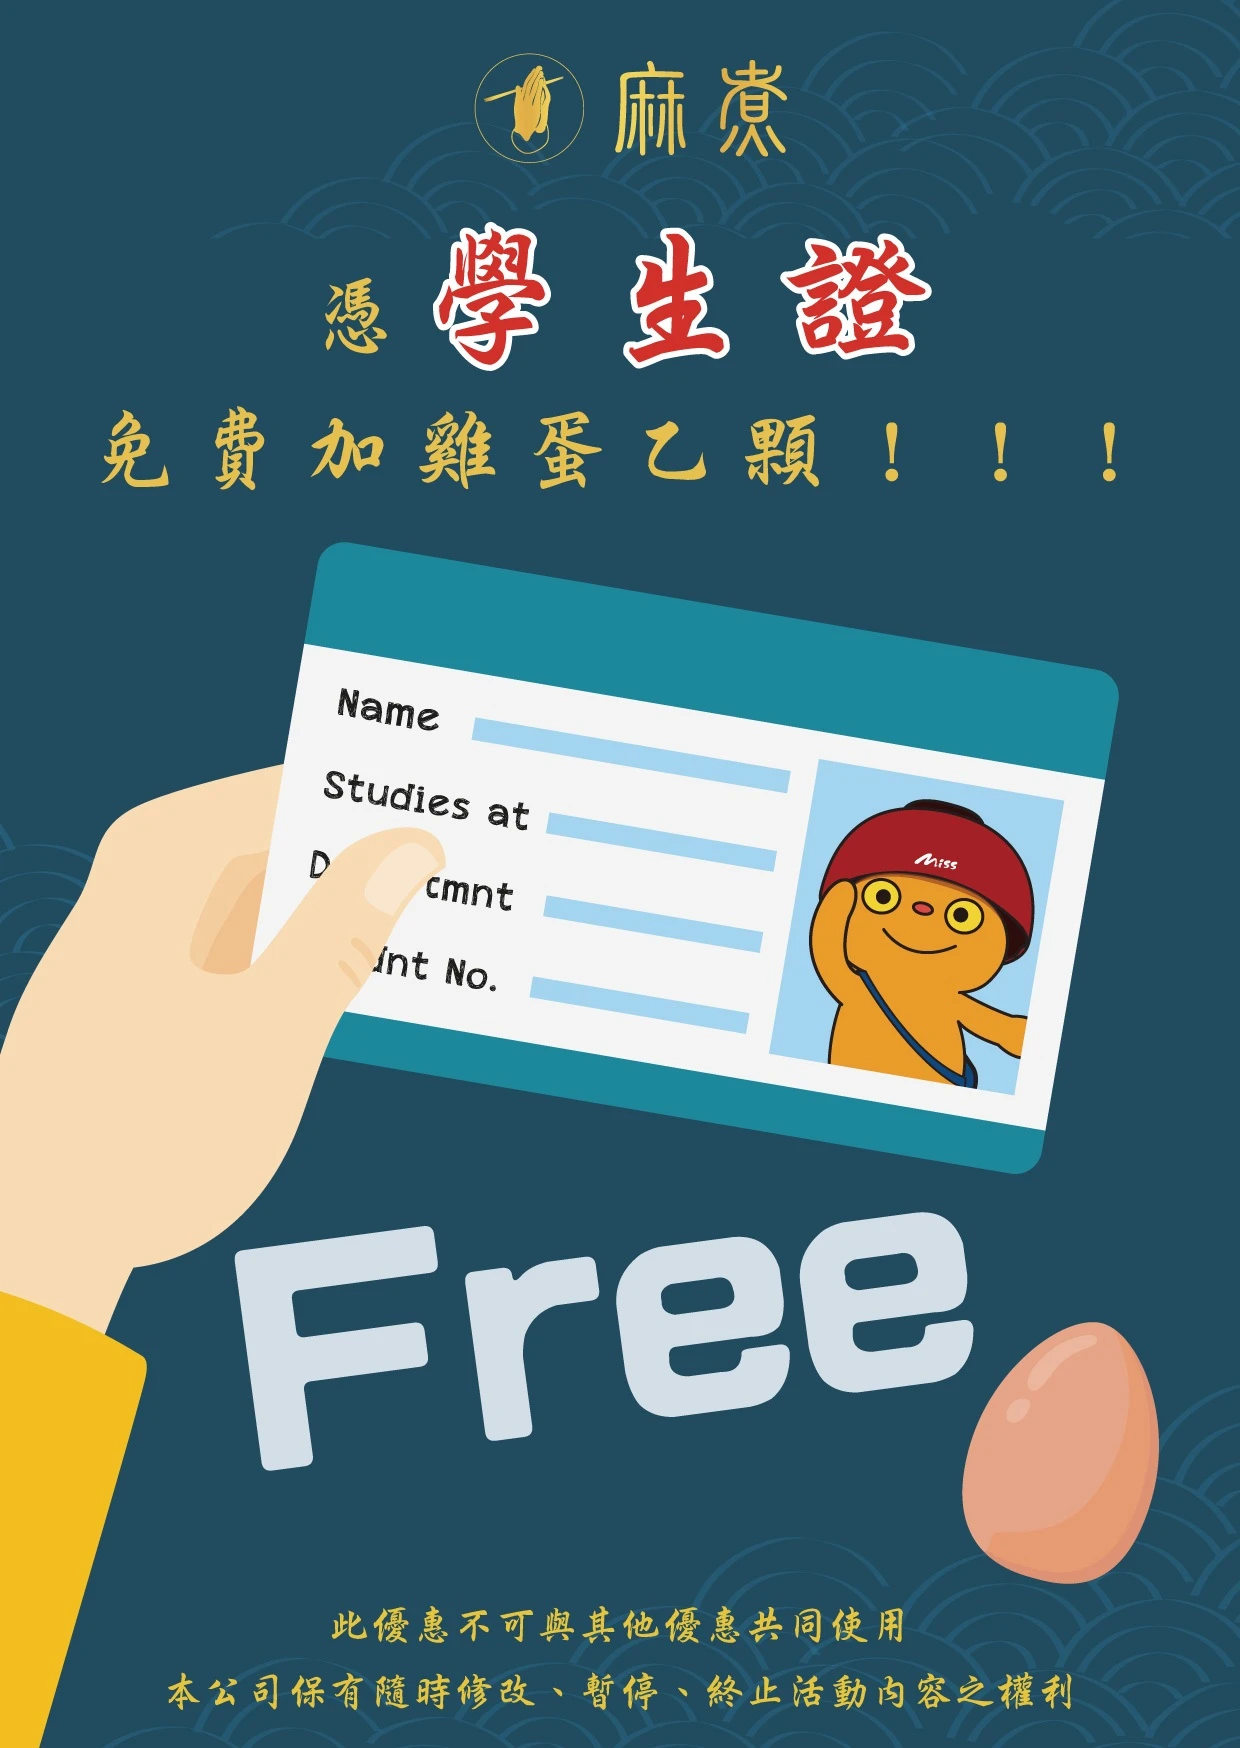 麻煮
憑 學生證
免費加雞蛋乙顆！！！
Name
Studies at
Miss
No.
Free
此優惠不可與其他優惠共同使用
本公司保有隨時修改、暫停、終止活動內容之權利